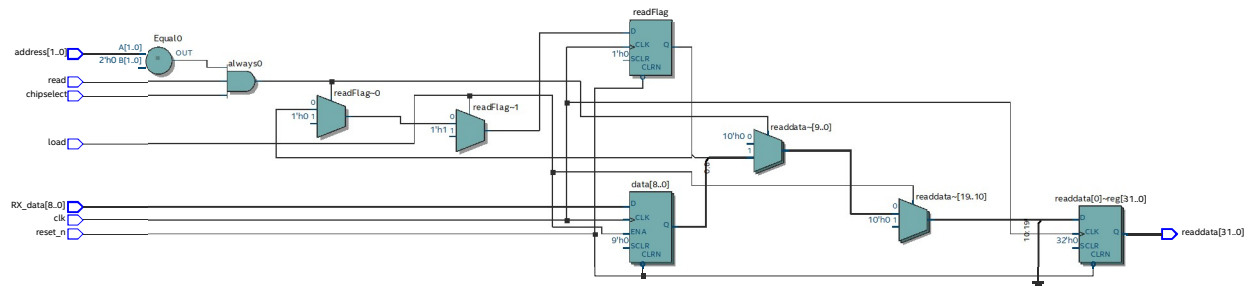 readFlag
Equal0
address[1..0]
A[1..0]
2'h0 B[1..0]
OUT
always0
D
CLK
Q
1'h0
SCLR
CLRN
read
chipselect
readFlag~0
0
1'h0 1
readFlag~1
0
1'h1 1
load
readdata~[9..0]
10'h0 0
1
data[8..0]
readdata~[19..10]
0
10'h0 1
RX_data[8..0]
clk
reset_n
D
CLK
Q
ENA
9'h0
SCLR
CLRN
10:19
readdata[0]~reg[31..0]
D
CLK
Q
32'h0
SCLR
CLRN
readdata[31..0]